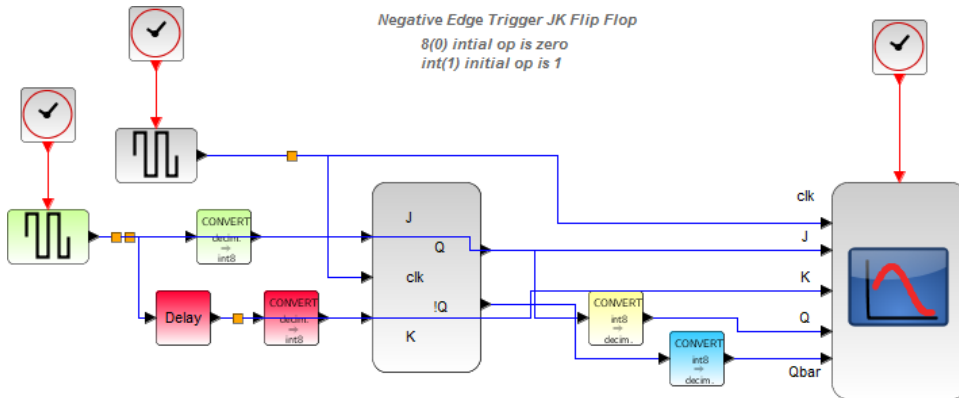 Negative Edge Trigger JK Flip Flop
8(0) intial op is zero
int(1) initial op is 1
clk
J
K
Q
Qbar
CONVERT
decim.
→
int8
Delay
CONVERT
decim.
→
int8
J
Q
clk
!Q
K
CONVERT
int8
→
decim.
CONVERT
int8
→
decim.